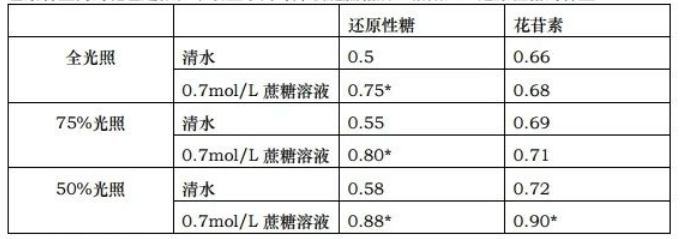 还原性糖 花苷素
全光照 清水 0.5 0.66
0.7mol/L 蔗糖溶液 0.75* 0.68
75%光照 清水 0.55 0.69
0.7mol/L 蔗糖溶液 0.80* 0.71
50%光照 清水 0.58 0.72
0.7mol/L 蔗糖溶液 0.88* 0.90*